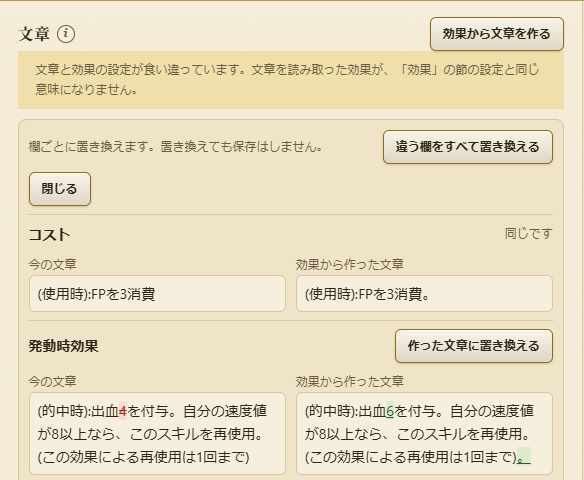 文章 i
効果から文章を作る
文章と効果の設定が食い違っています。文章を読み取った効果が、「効果」の節の設定と同じ
意味になりません。
欄ごとに置き換えます。置き換えても保存はしません。
違う欄をすべて置き換える
閉じる
コスト
同じです
今の文章
効果から作った文章
(使用時):FPを3消費
(使用時):FPを3消費。
発動時効果
作った文章に置き換える
今の文章
効果から作った文章
(的中時):出血4を付与。自分の速度値
が8以上なら、このスキルを再使用。
(この効果による再使用は1回まで)
(的中時):出血6を付与。自分の速度値
が8以上なら、このスキルを再使用。
(この効果による再使用は1回まで)。